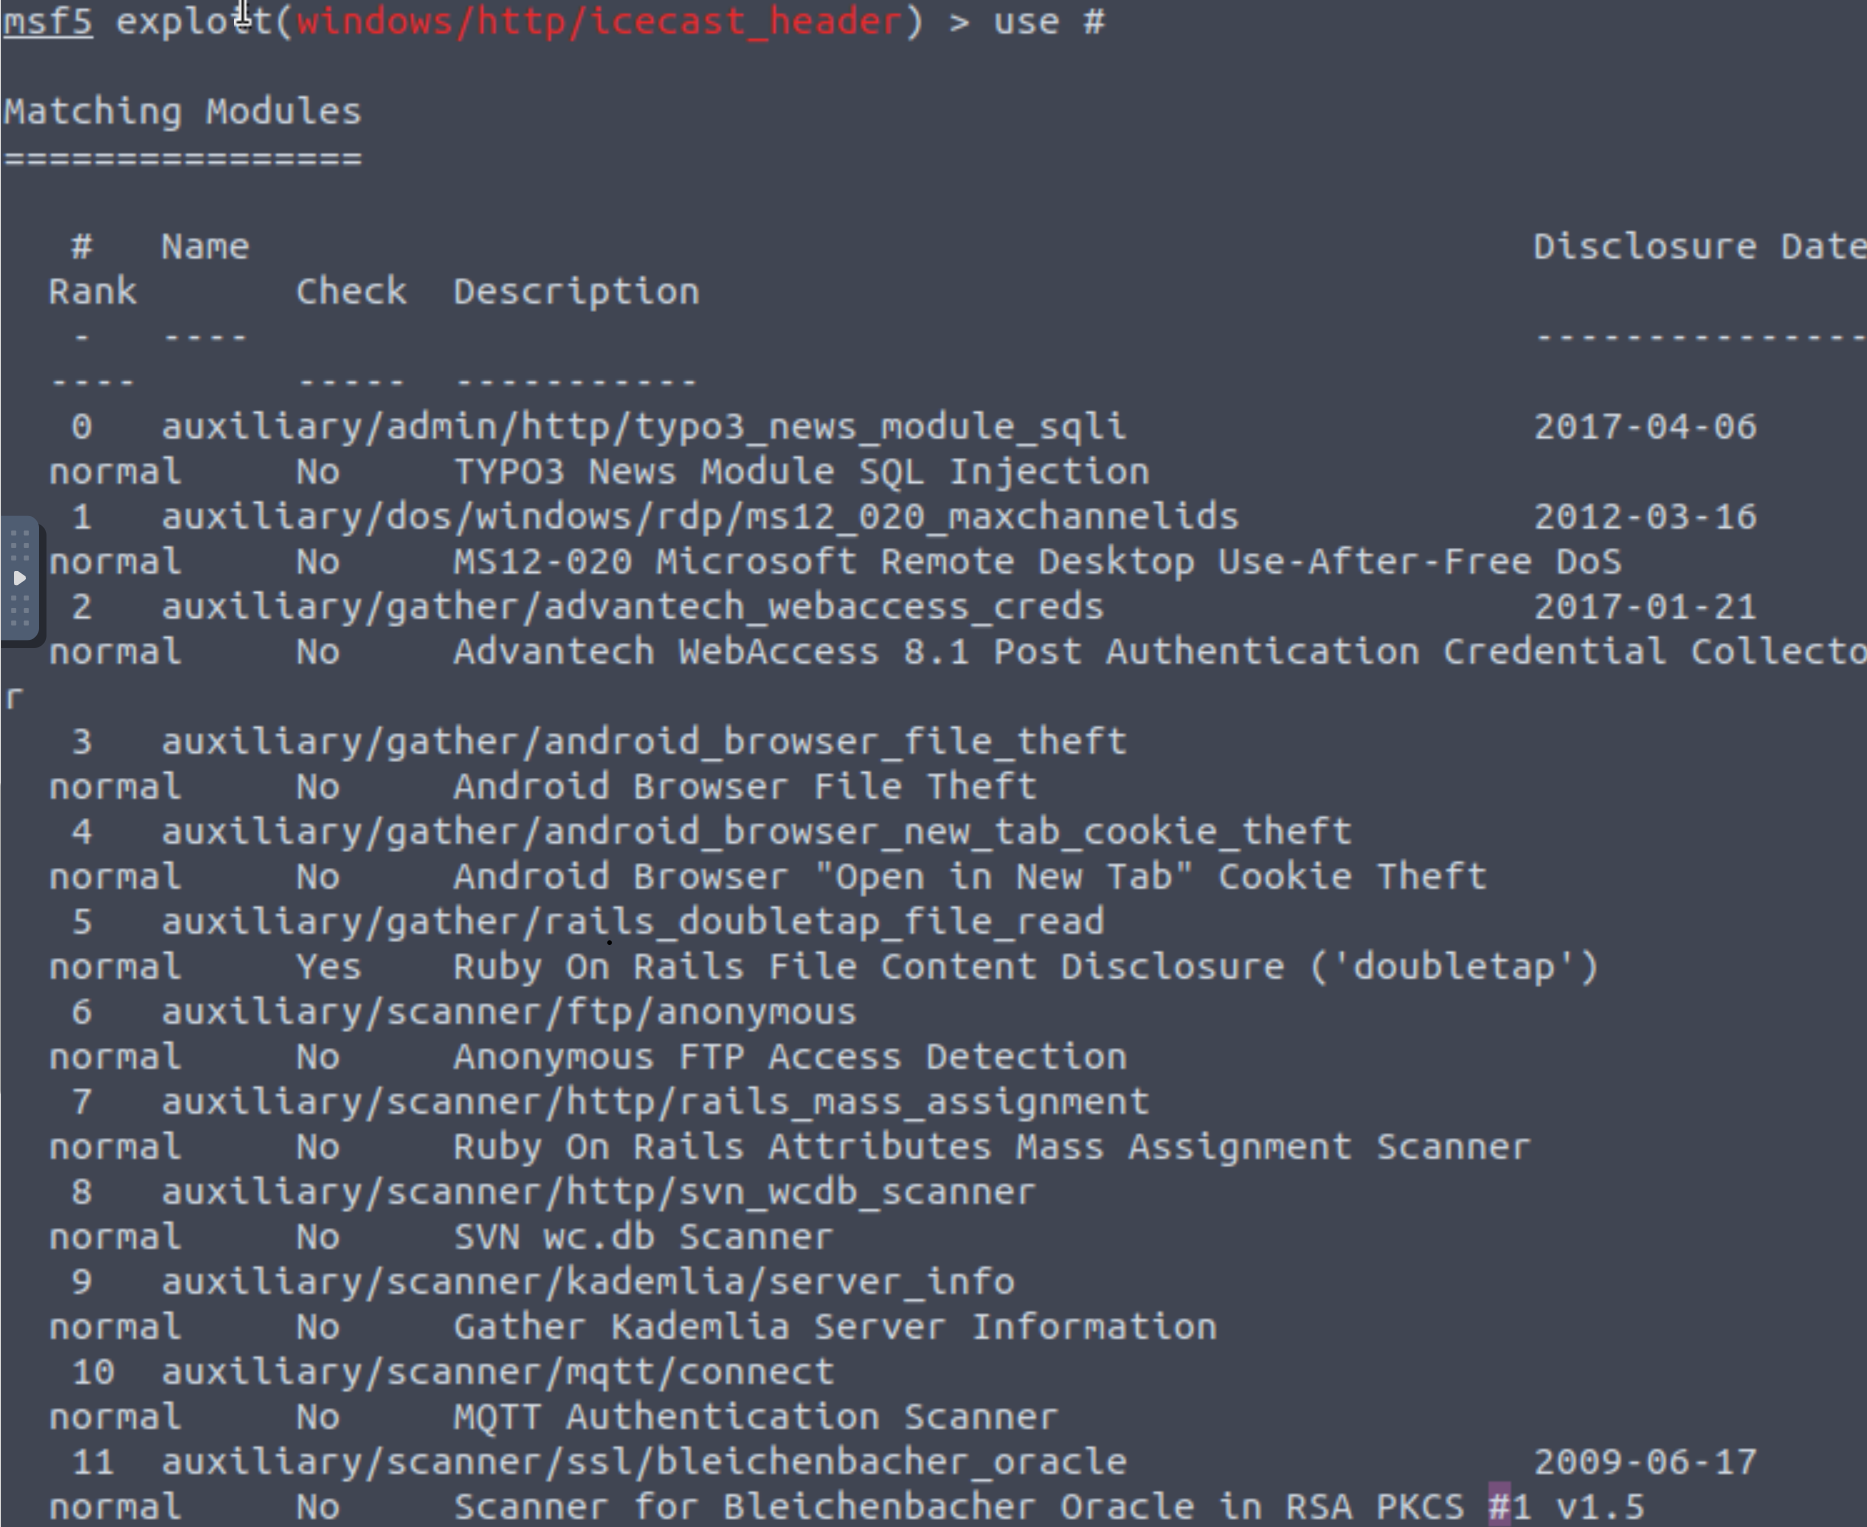 msf5 exploit(windows/http/icecast_header) > use #
Matching Modules
================
# Name Disclosure Date
Rank Check Description
- ---- ---------------
---- ----- -----------
0 auxiliary/admin/http/typo3_news_module_sqli 2017-04-06
normal No TYPO3 News Module SQL Injection
1 auxiliary/dos/windows/rdp/ms12_020_maxchannelids 2012-03-16
normal No MS12-020 Microsoft Remote Desktop Use-After-Free DoS
2 auxiliary/gather/advantech_webaccess_creds 2017-01-21
normal No Advantech WebAccess 8.1 Post Authentication Credential Collecto
r
3 auxiliary/gather/android_browser_file_theft
normal No Android Browser File Theft
4 auxiliary/gather/android_browser_new_tab_cookie_theft
normal No Android Browser "Open in New Tab" Cookie Theft
5 auxiliary/gather/rails_doubletap_file_read
normal Yes Ruby On Rails File Content Disclosure ('doubletap')
6 auxiliary/scanner/ftp/anonymous
normal No Anonymous FTP Access Detection
7 auxiliary/scanner/http/rails_mass_assignment
normal No Ruby On Rails Attributes Mass Assignment Scanner
8 auxiliary/scanner/http/svn_wcdb_scanner
normal No SVN wc.db Scanner
9 auxiliary/scanner/kademlia/server_info
normal No Gather Kademlia Server Information
10 auxiliary/scanner/mqtt/connect
normal No MQTT Authentication Scanner
11 auxiliary/scanner/ssl/bleichenbacher_oracle 2009-06-17
normal No Scanner for Bleichenbacher Oracle in RSA PKCS #1 v1.5